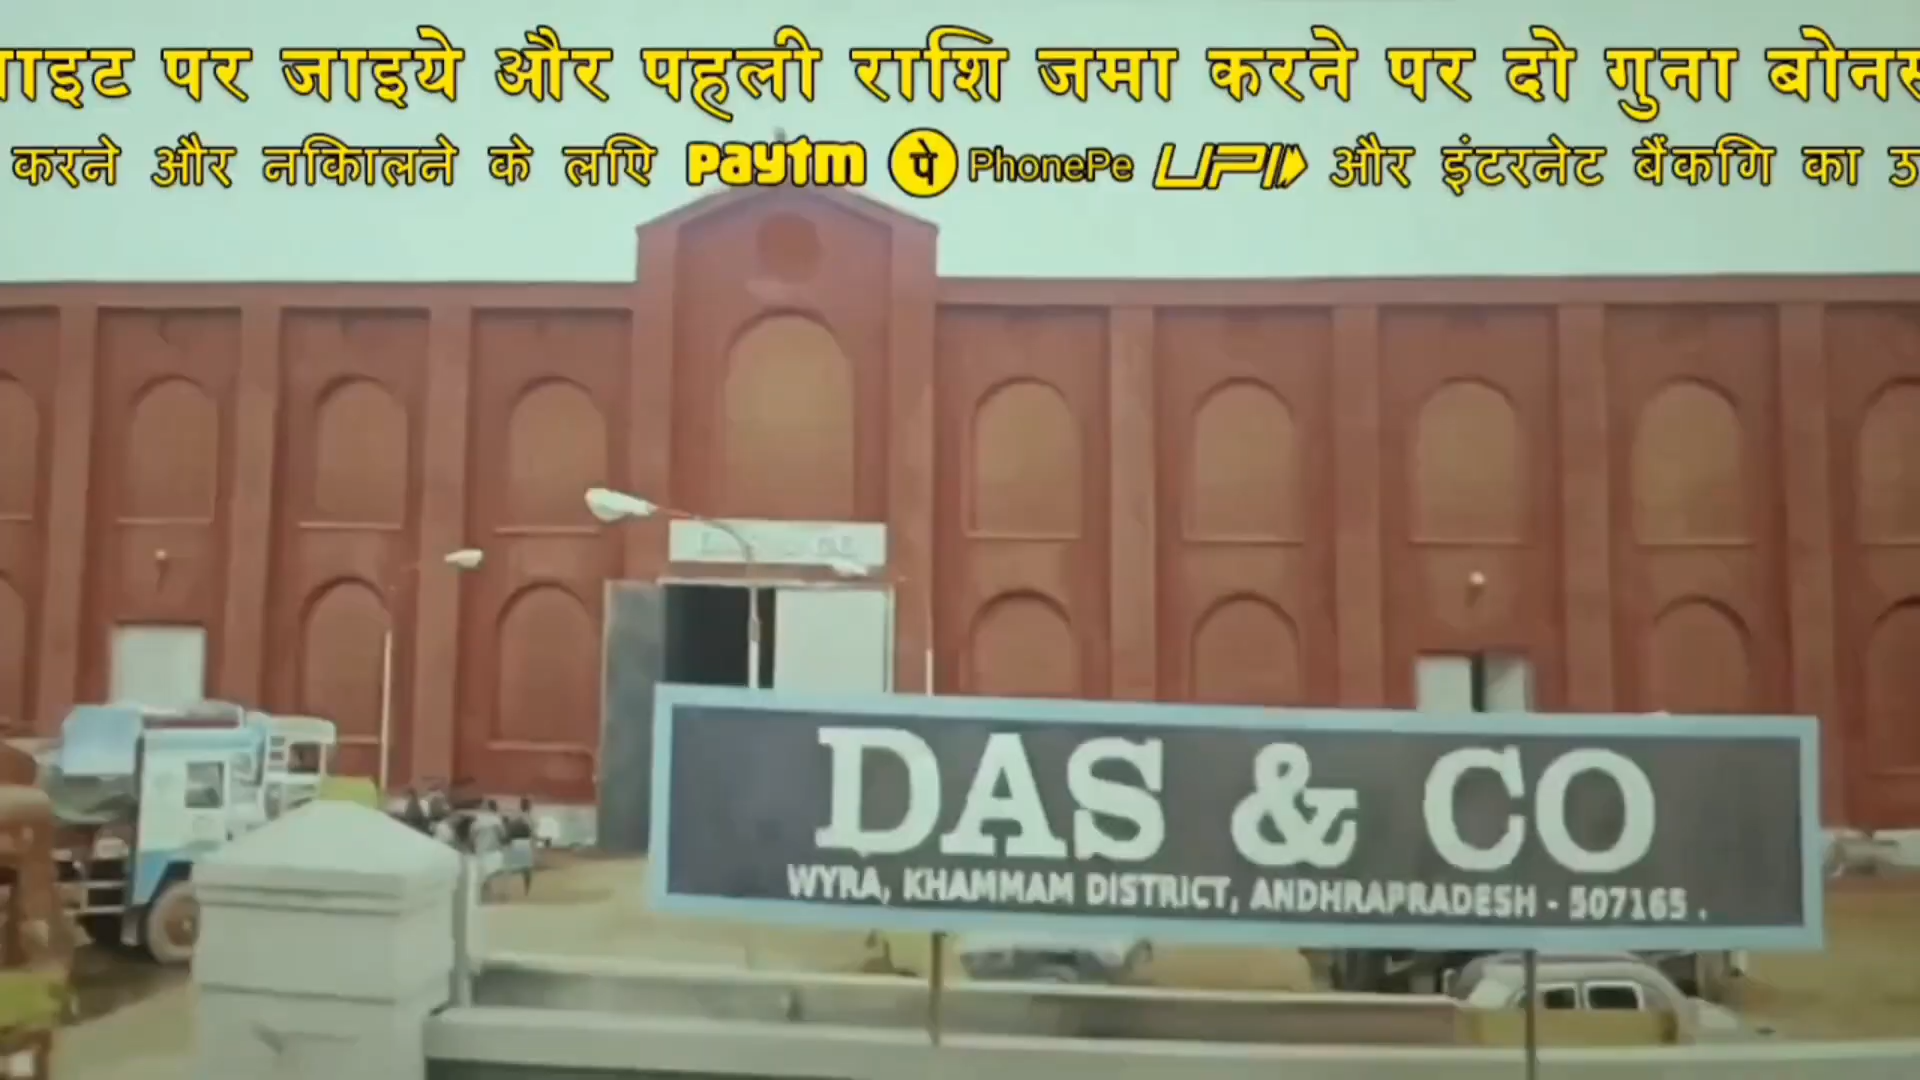 पर जाइये और पहली राशि जमा करने पर दो गुना बोनस
करने और नकिालने के लएि paytm पे PhonePe UPI और इंटरनेट बैंकगि का
DAS & CO
WYRA, KHAMMAM DISTRICT, ANDHRAPRADESH - 507165 .